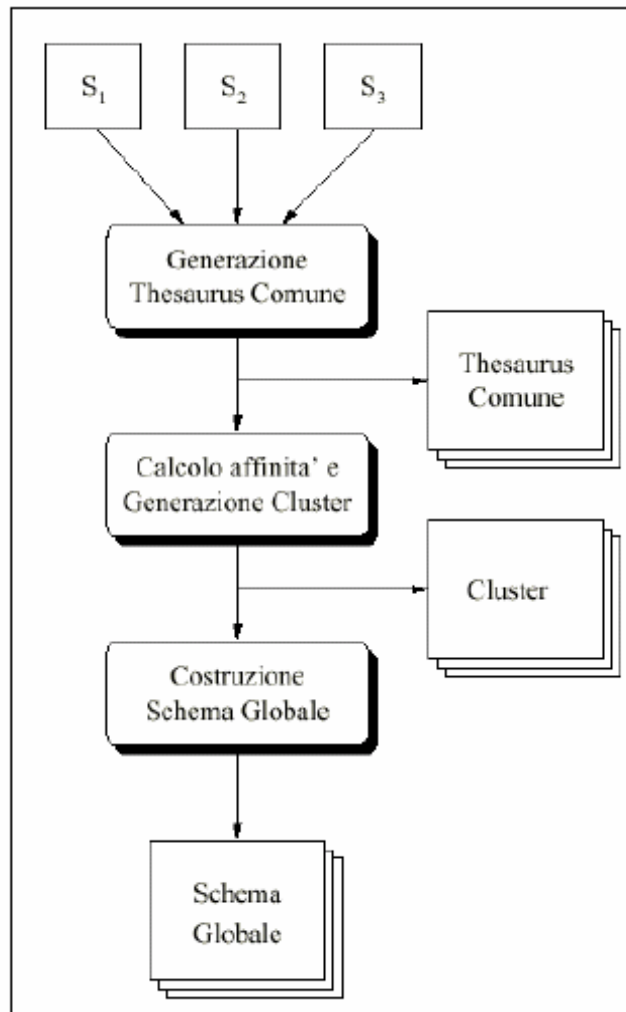 S1 S2 S3
Generazione
Thesaurus Comune
Thesaurus
Comune
Calcolo affinita' e
Generazione Cluster
Cluster
Costruzione
Schema Globale
Schema
Globale